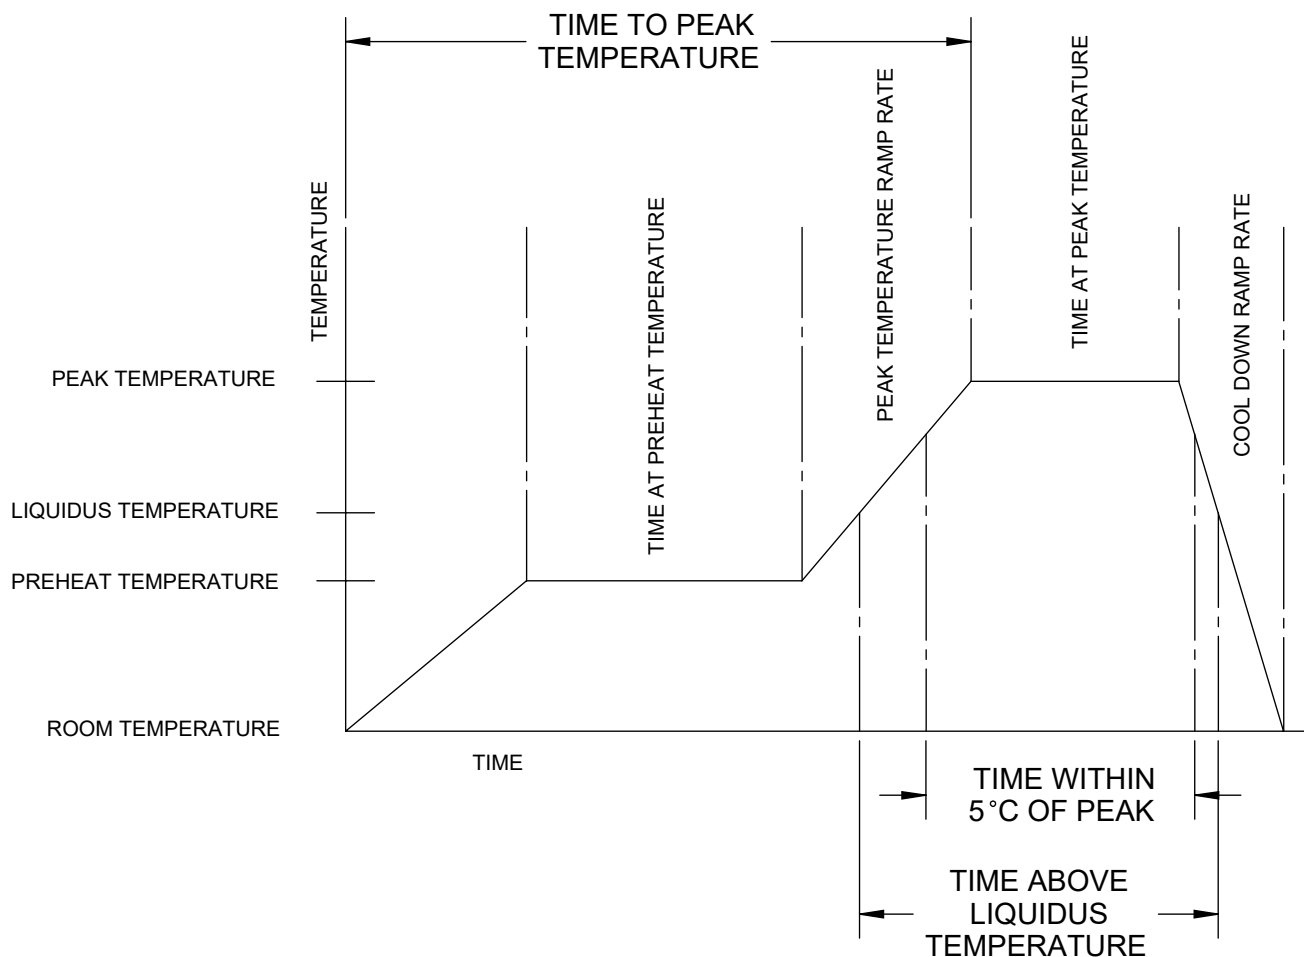 TIME TO PEAK
TEMPERATURE
TEMPERATURE
TIME AT PREHEAT TEMPERATURE
PEAK TEMPERATURE RAMP RATE
TIME AT PEAK TEMPERATURE
COOL DOWN RAMP RATE
PEAK TEMPERATURE
LIQUIDUS TEMPERATURE
PREHEAT TEMPERATURE
ROOM TEMPERATURE
TIME
TIME WITHIN
5°C OF PEAK
TIME ABOVE
LIQUIDUS
TEMPERATURE